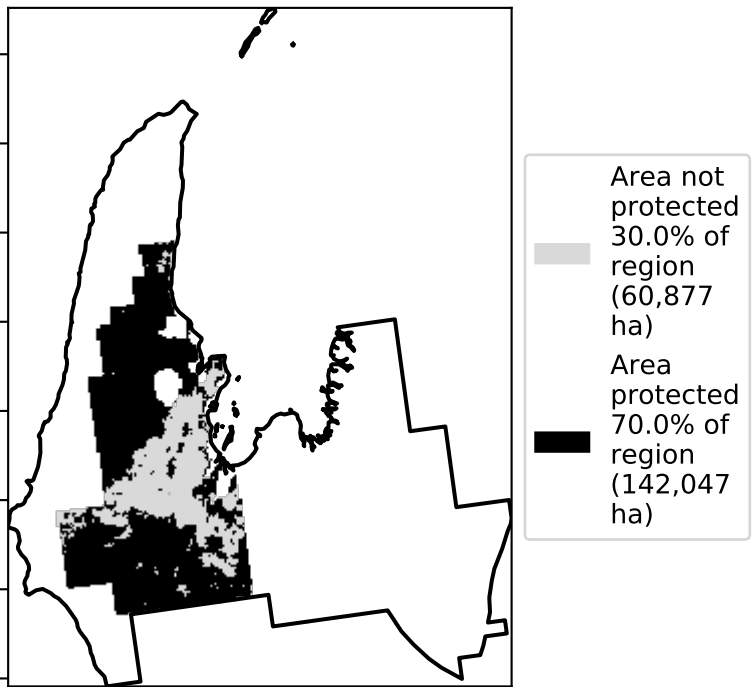 Area not
protected
30.0% of
region
(60,877
ha)
Area
protected
70.0% of
region
(142,047
ha)